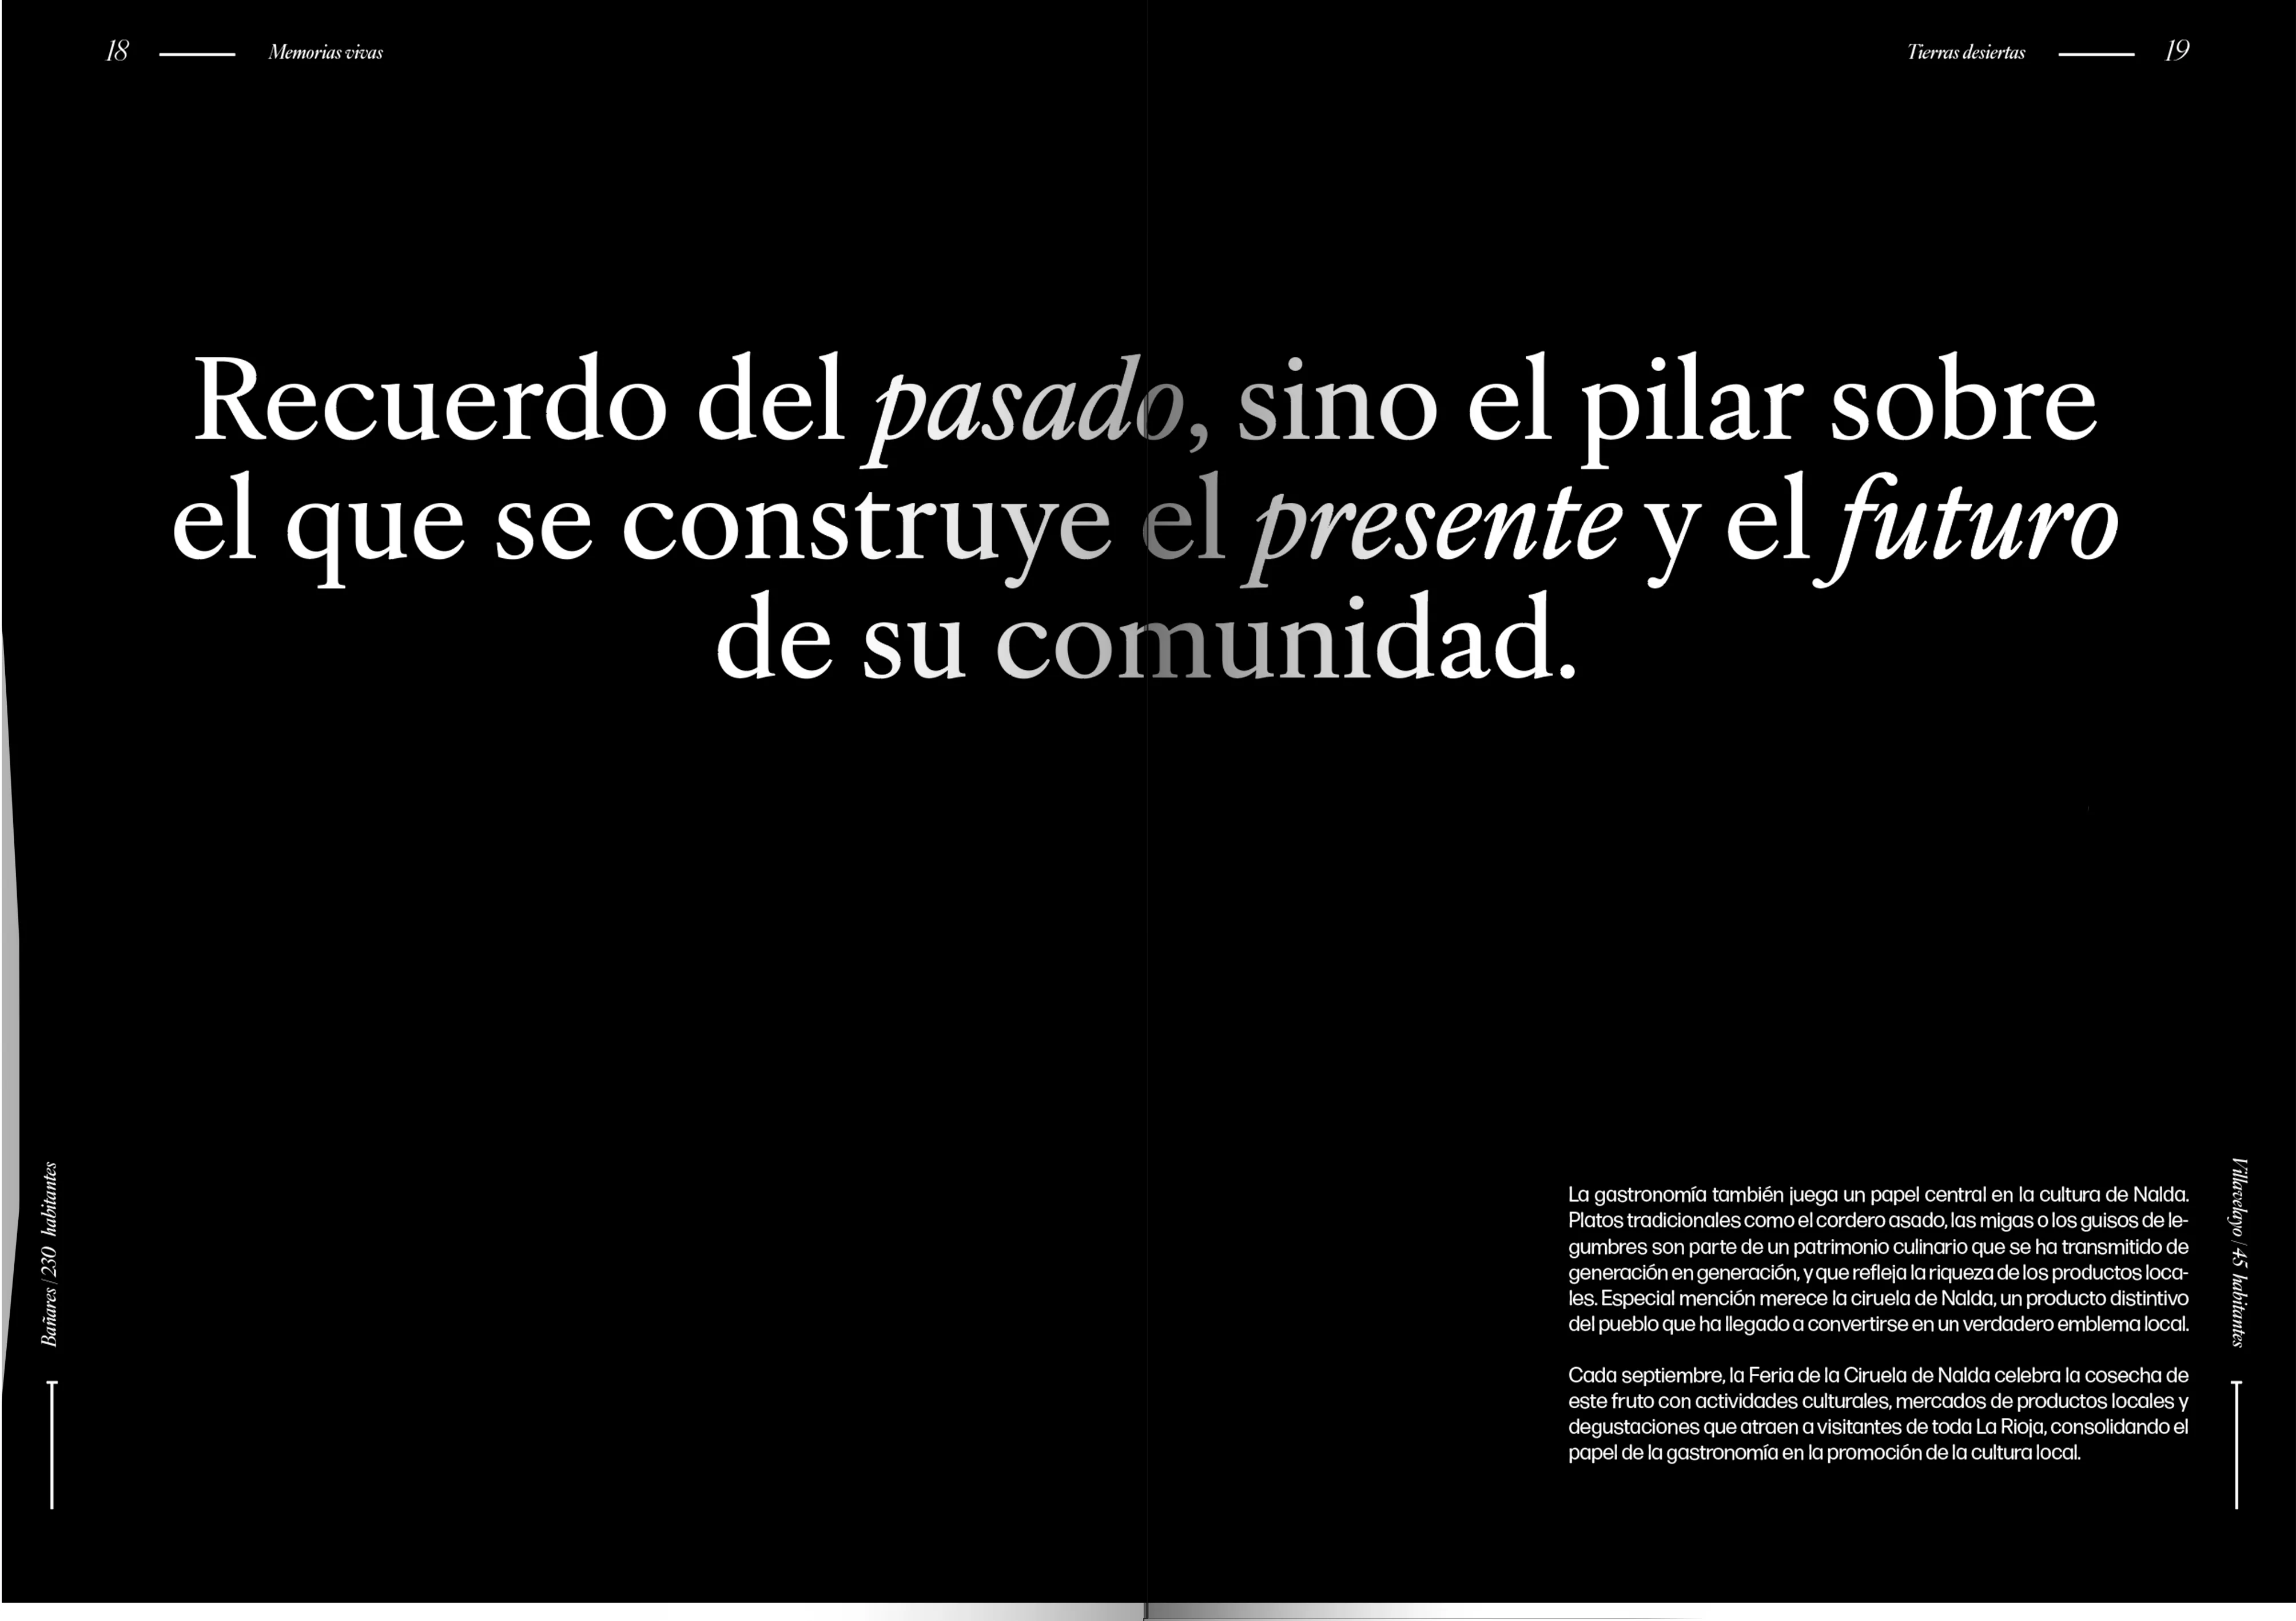 18 Memorias vivas
Tierras desiertas 19
Recuerdo del pasado, sino el pilar sobre
el que se construye el presente y el futuro
de su comunidad.
Bañares | 230 habitantes
La gastronomía también juega un papel central en la cultura de Nalda.
Platos tradicionales como el cordero asado, las migas o los guisos de le-
gumbres son parte de un patrimonio culinario que se ha transmitido de
generación en generación, y que refleja la riqueza de los productos loca-
les. Especial mención merece la ciruela de Nalda, un producto distintivo
del pueblo que ha llegado a convertirse en un verdadero emblema local.
Cada septiembre, la Feria de la Ciruela de Nalda celebra la cosecha de
este fruto con actividades culturales, mercados de productos locales y
degustaciones que atraen a visitantes de toda La Rioja, consolidando el
papel de la gastronomía en la promoción de la cultura local.
Villavelayo | 45 habitantes